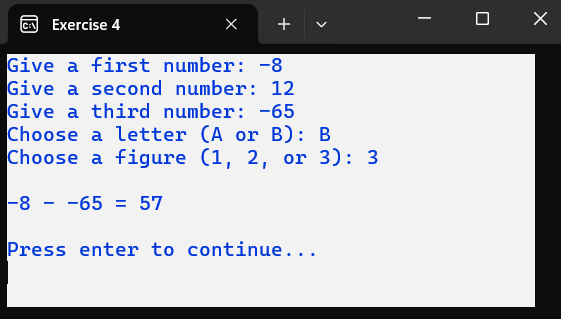 Exercise 4
Give a first number: -8
Give a second number: 12
Give a third number: -65
Choose a letter (A or B): B
Choose a figure (1, 2, or 3): 3
-8 - -65 = 57
Press enter to continue...